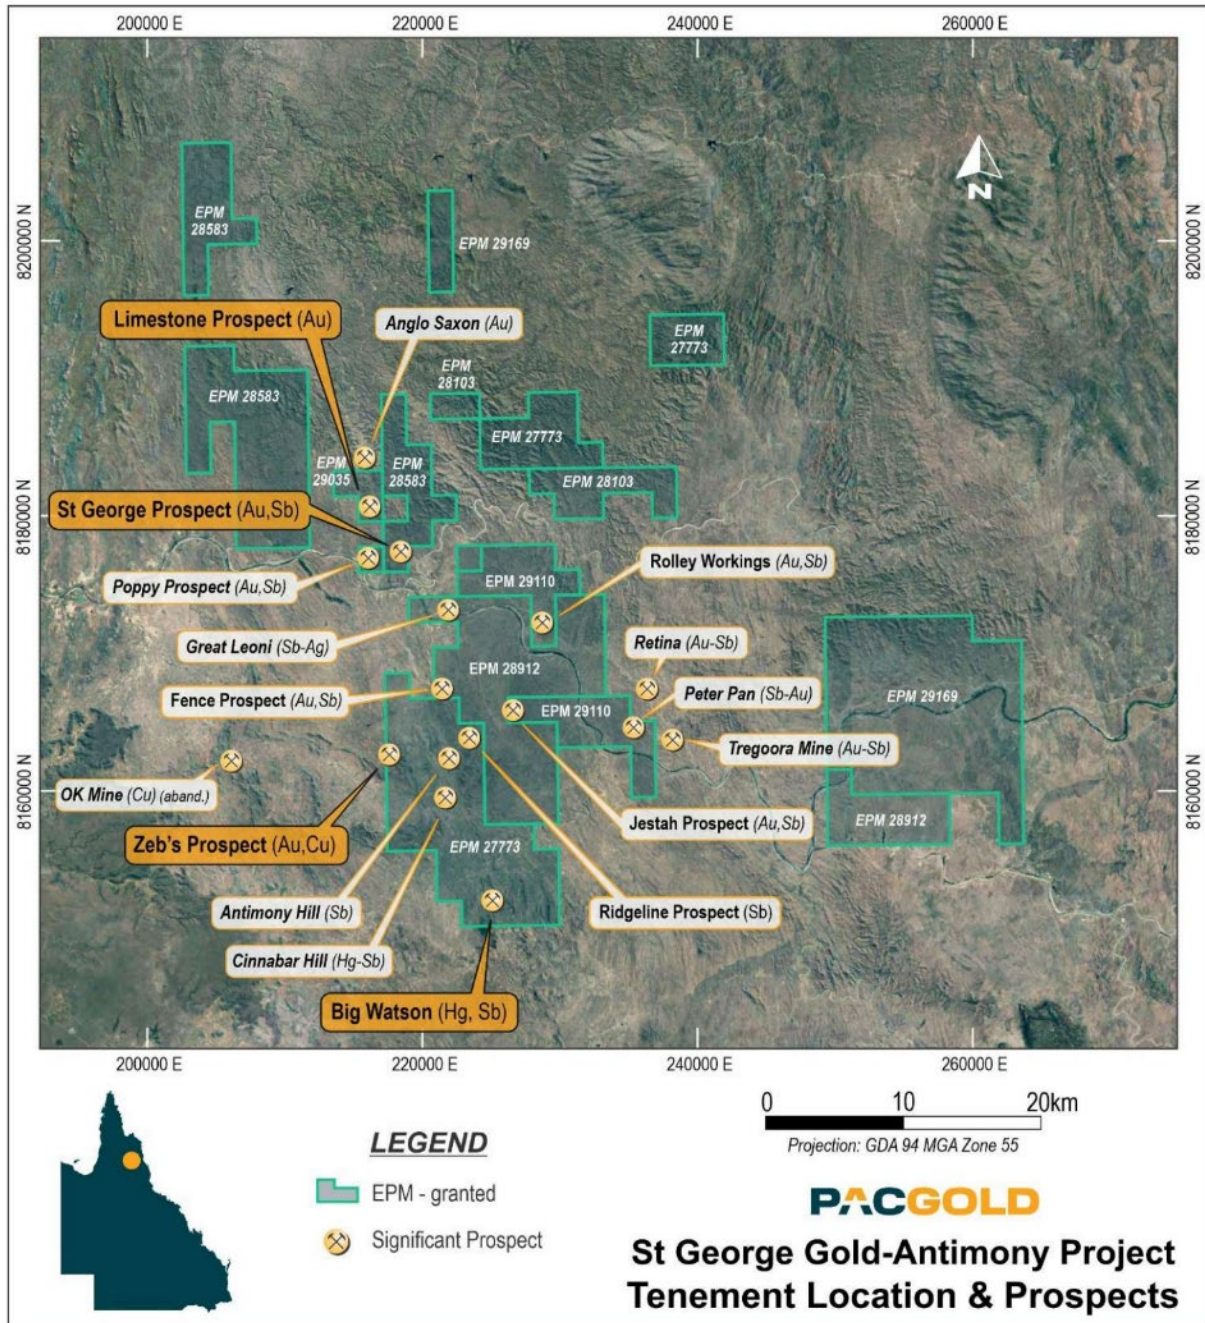 200000 E
220000 E
240000 E
260000 E
8200000 N
8200000 N
N
EPM
28583
EPM 29169
Limestone Prospect (Au)
Anglo Saxon (Au)
EPM
27773
EPM
28103
EPM 28583
EPM 27773
EPM
29035
EPM
28583
EPM 28103
St George Prospect (Au,Sb)
8180000 N
8180000 N
Poppy Prospect (Au,Sb)
EPM 29110
Rolley Workings (Au,Sb)
Great Leoni (Sb-Ag)
Retina (Au-Sb)
EPM 28912
Fence Prospect (Au,Sb)
EPM 29110
Peter Pan (Sb-Au)
EPM 29169
Tregoora Mine (Au-Sb)
OK Mine (Cu) (aband.)
8160000 N
8160000 N
Jestah Prospect (Au,Sb)
EPM 28912
Zeb's Prospect (Au,Cu)
EPM 27773
Antimony Hill (Sb)
Ridgeline Prospect (Sb)
Cinnabar Hill (Hg-Sb)
Big Watson (Hg, Sb)
200000 E
220000 E
240000 E
260000 E
LEGEND
EPM - granted
Significant Prospect
0 10 20km
Projection: GDA 94 MGA Zone 55
PACGOLD
St George Gold-Antimony Project
Tenement Location & Prospects